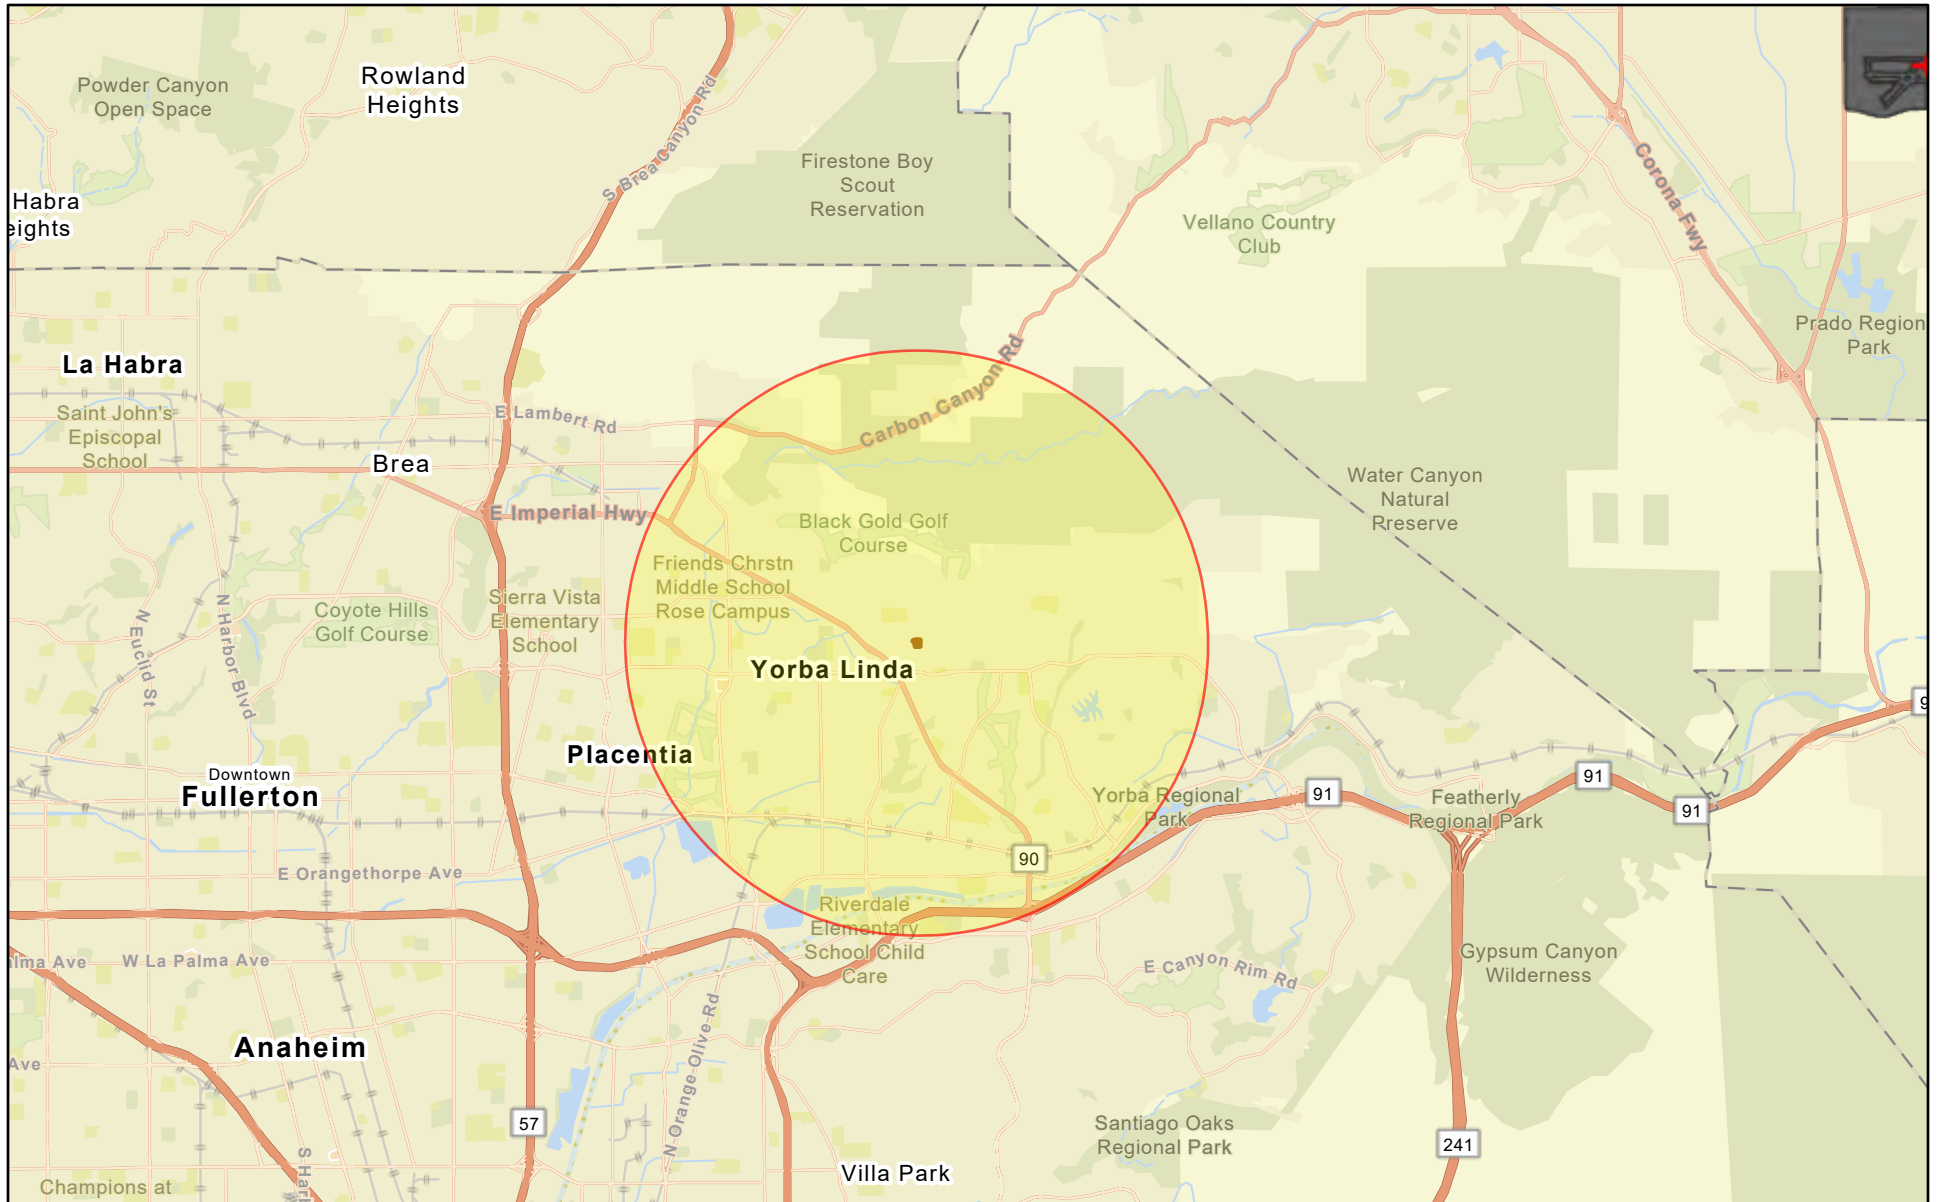 Powder Canyon
Open Space
Rowland
Heights
S Brea Canyon Rd
Firestone Boy
Scout
Reservation
Vellano Country
Club
Corona Fwy
Habra
eights
Prado Region
Park
La Habra
Saint John's
Episcopal
School
E Lambert Rd
Carbon Canyon Rd
Brea
E Imperial Hwy
Water Canyon
Natural
Rreserve
Black Gold Golf
Course
Friends Chrstn
Middle School
Rose Campus
Sierra Vista
Elementary
School
Coyote Hills
Golf Course
N Euclid St
N Harbor Blvd
Yorba Linda
Placentia
Downtown
Fullerton
Yorba Regional
Park
91
Featherly
Regional Park
91
91
9
90
E Orangethorpe Ave
Riverdale
Elementary
School Child
Care
alma Ave
W La Palma Ave
E Canyon Rim Rd
Gypsum Canyon
Wilderness
N Orange Olive Rd
Anaheim
Ave
57
Santiago Oaks
Regional Park
241
Villa Park
S Har
Champions at